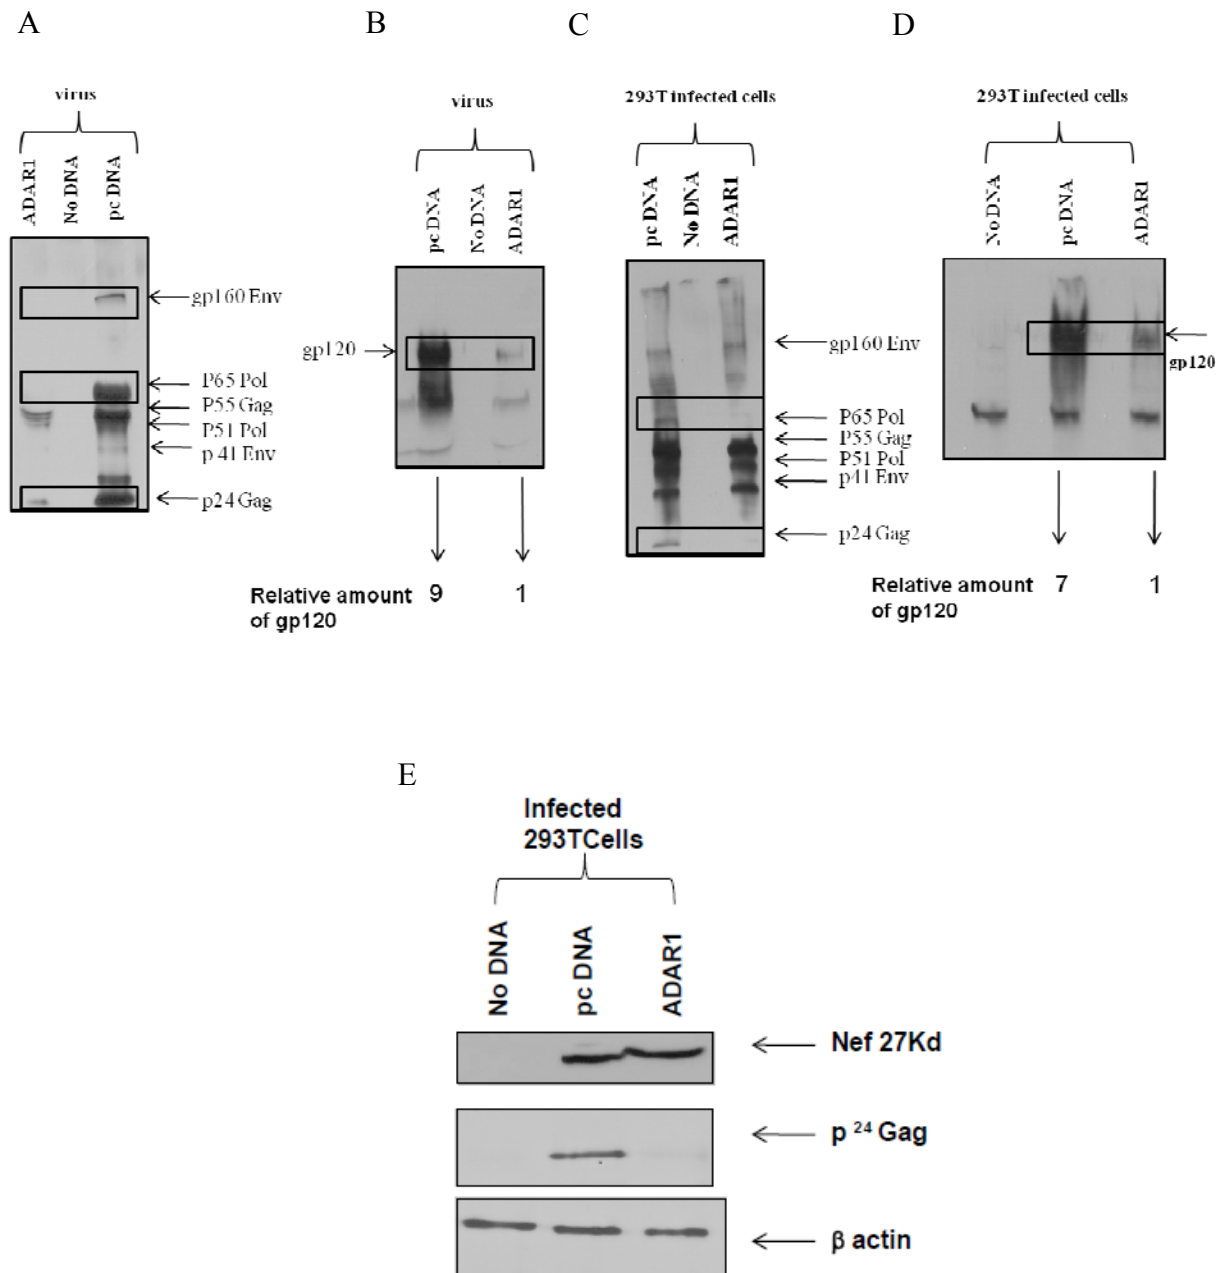 A
virus
ADAR1
No DNA
pc DNA
gp160 Env
P65 Pol
P55 Gag
P51 Pol
p 41 Env
p24 Gag
B
virus
pc DNA
No DNA
ADAR1
gp120
Relative amount of gp120
9
1
C
293T infected cells
pc DNA
No DNA
ADAR1
gp160 Env
P65 Pol
P55 Gag
P51 Pol
p41 Env
p24 Gag
D
293T infected cells
No DNA
pc DNA
ADAR1
gp120
Relative amount
of gp120
7
1
E
Infected
293TCells
No DNA
pc DNA
ADAR1
Nef 27Kd
p 24 Gag
β actin